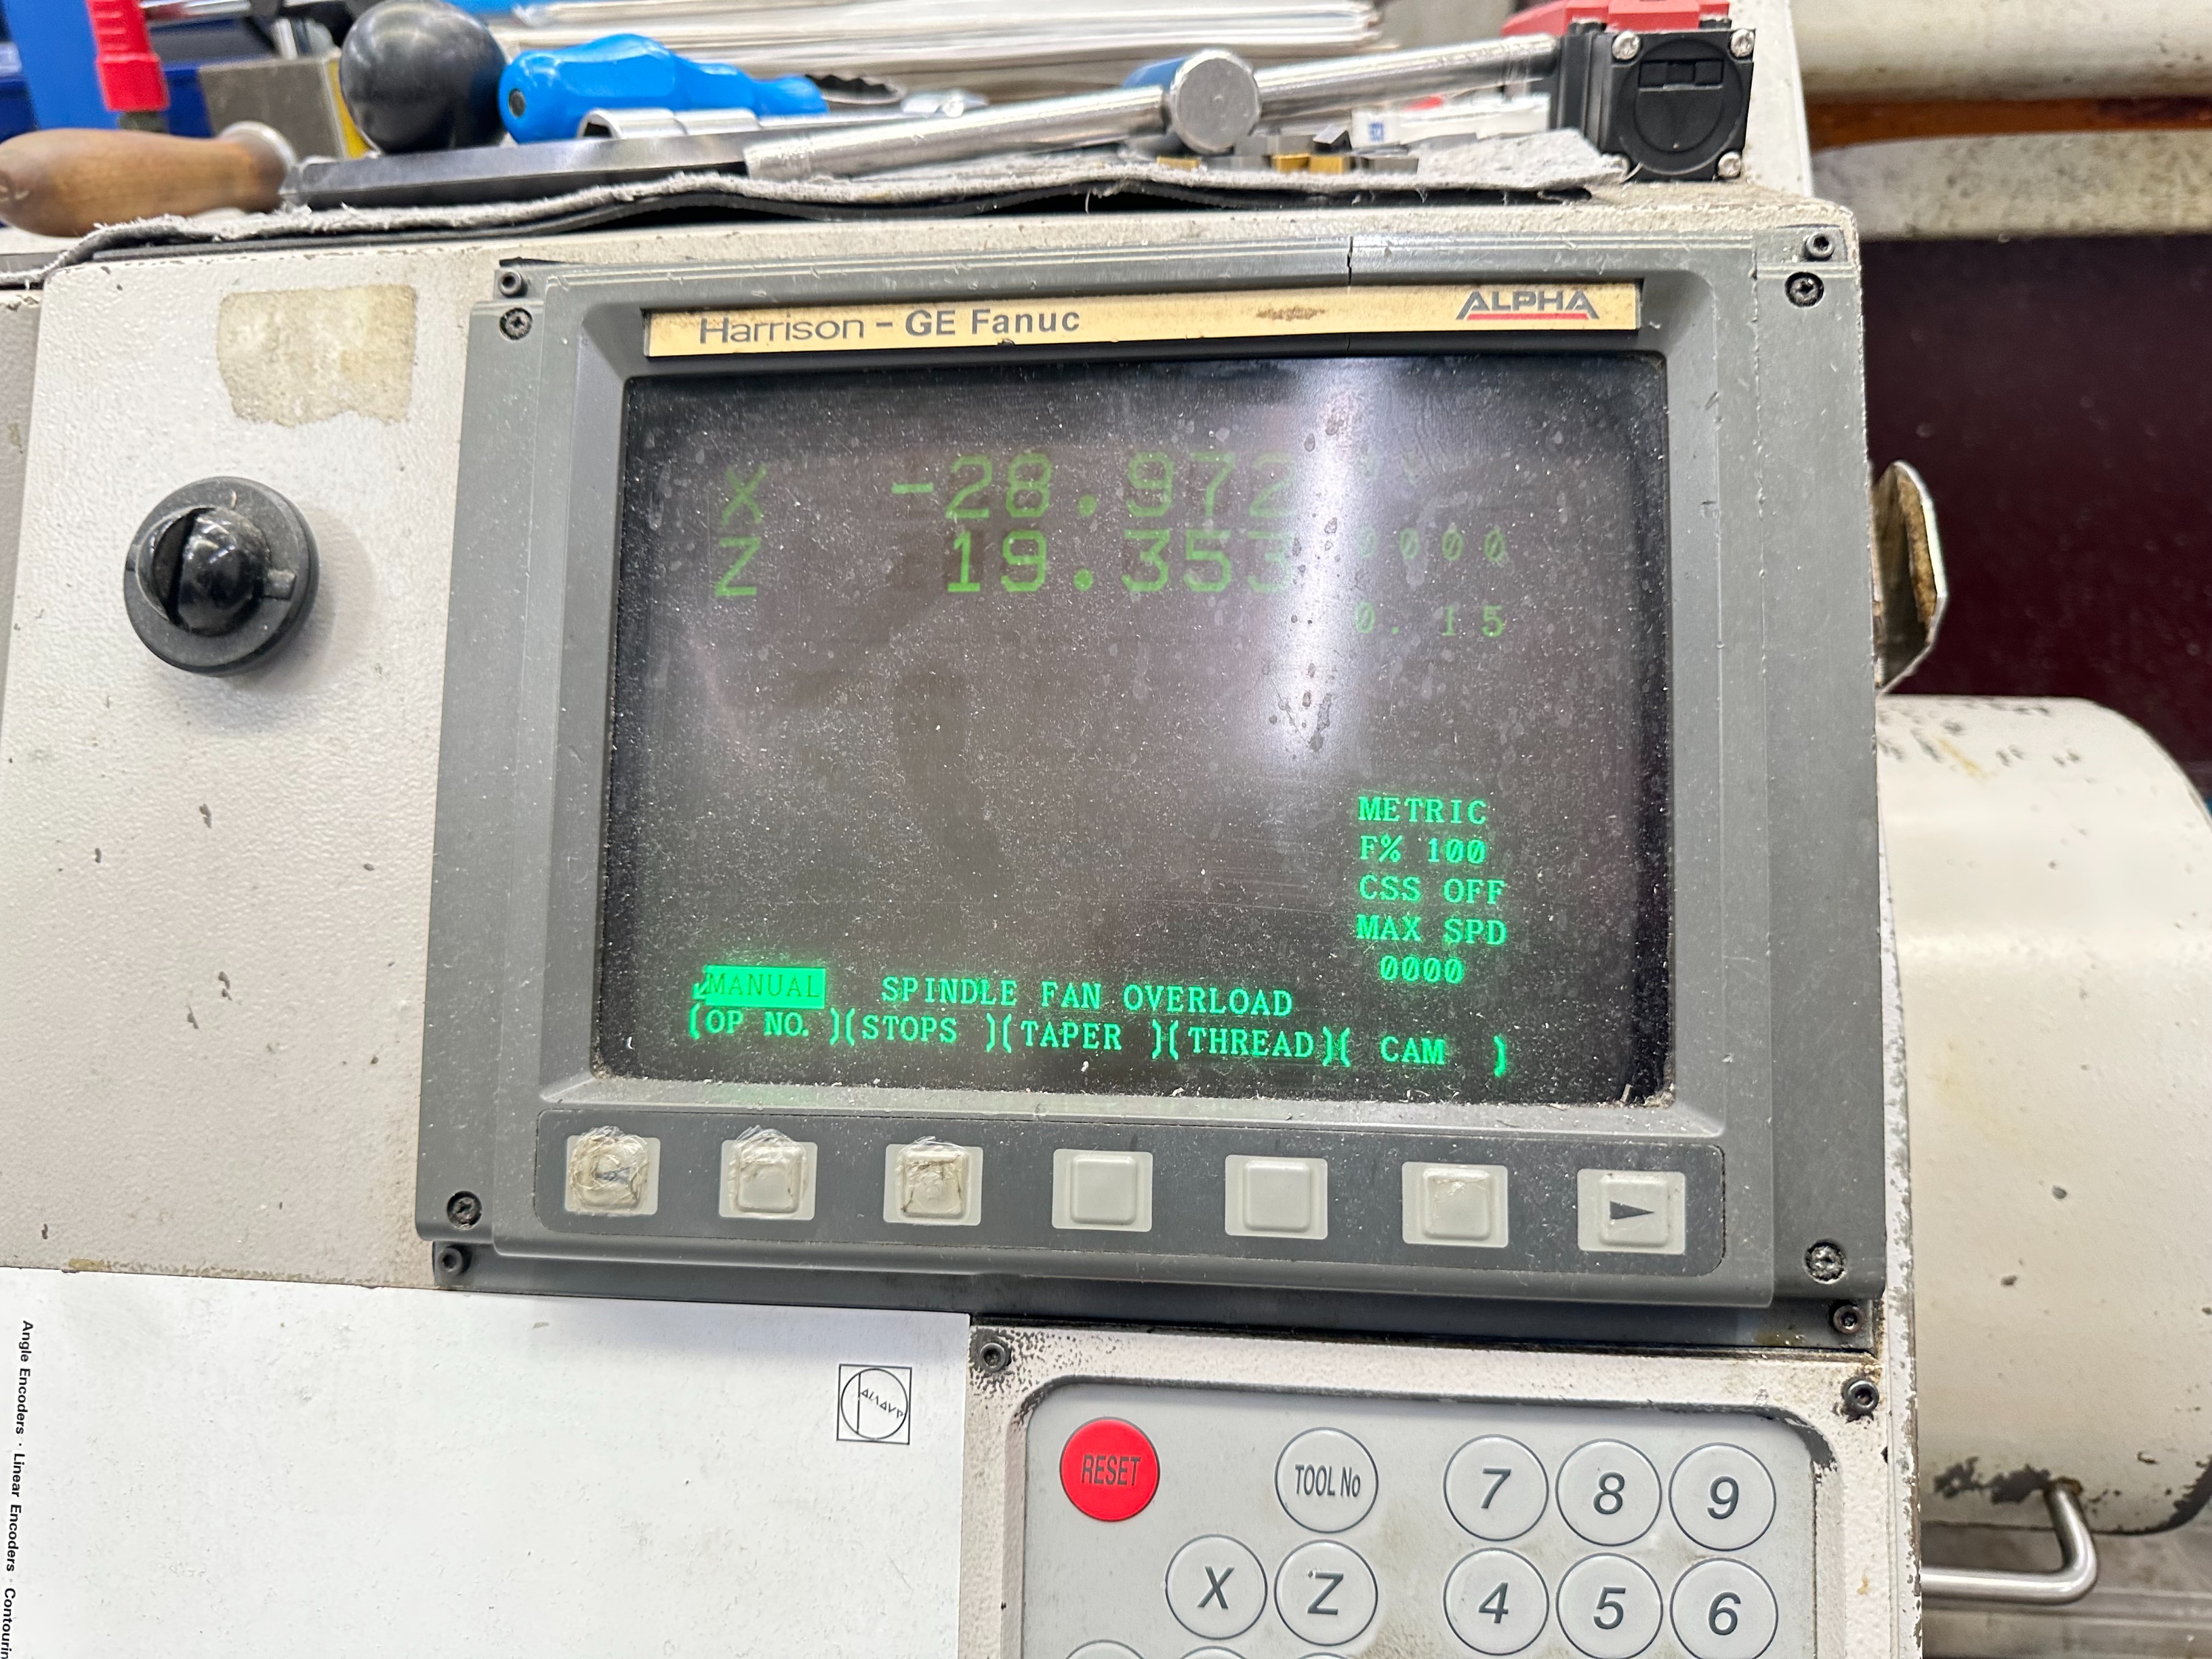 Harrison - GE Fanuc ALPHA
X -28.972
Z 19.353
0.15
METRIC
F% 100
CSS OFF
MAX SPD
0000
MANUAL SPINDLE FAN OVERLOAD
(OP NO. )(STOPS )(TAPER )(THREAD)( CAM )
RESET TOOL No 7 8 9
X Z 4 5 6
Angle Encoders · Linear Encoders · Contourin